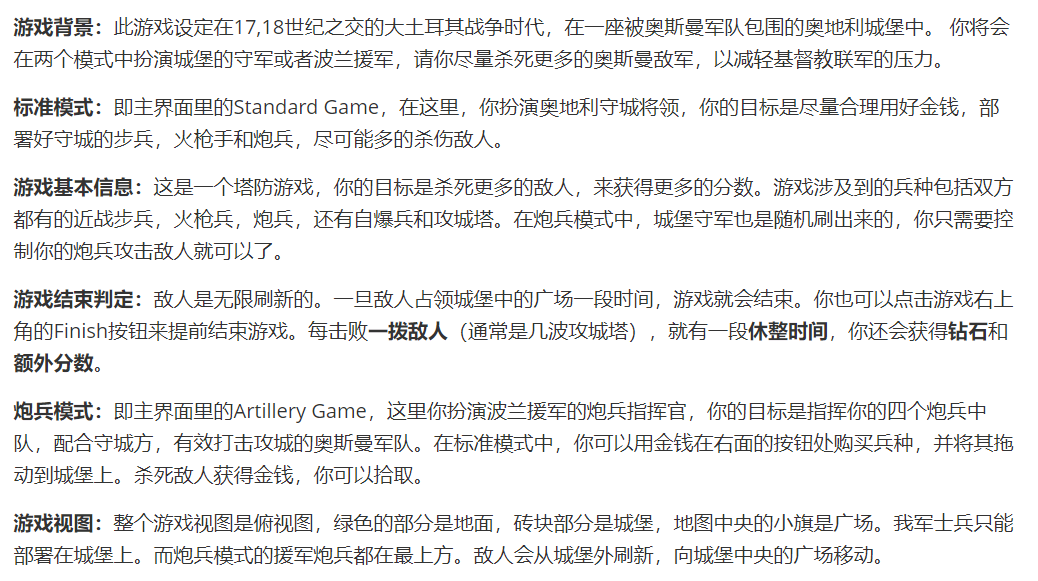 游戏背景：此游戏设定在17,18世纪之交的大土耳其战争时代，在一座被奥斯曼军队包围的奥地利城堡中。 你将会
在两个模式中扮演城堡的守军或者波兰援军，请你尽量杀死更多的奥斯曼敌军，以减轻基督教联军的压力。
标准模式：即主界面里的Standard Game，在这里，你扮演奥地利守城将领，你的目标是尽量合理用好金钱，部
署好守城的步兵，火枪手和炮兵，尽可能多的杀伤敌人。
游戏基本信息：这是一个塔防游戏，你的目标是杀死更多的敌人，来获得更多的分数。游戏涉及到的兵种包括双方
都有的近战步兵，火枪兵，炮兵，还有自爆兵和攻城塔。在炮兵模式中，城堡守军也是随机刷出来的，你只需要控
制你的炮兵攻击敌人就可以了。
游戏结束判定：敌人是无限刷新的。一旦敌人占领城堡中的广场一段时间，游戏就会结束。你也可以点击游戏右上
角的Finish按钮来提前结束游戏。每击败一拨敌人（通常是几波攻城塔），就有一段休整时间，你还会获得钻石和
额外分数。
炮兵模式：即主界面里的Artillery Game，这里你扮演波兰援军的炮兵指挥官，你的目标是指挥你的四个炮兵中
队，配合守城方，有效打击攻城的奥斯曼军队。在标准模式中，你可以用金钱在右面的按钮处购买兵种，并将其拖
动到城堡上。杀死敌人获得金钱，你可以拾取。
游戏视图：整个游戏视图是俯视图，绿色的部分是地面，砖块部分是城堡，地图中央的小旗是广场。我军士兵只能
部署在城堡上。而炮兵模式的援军炮兵都在最上方。敌人会从城堡外刷新，向城堡中央的广场移动。